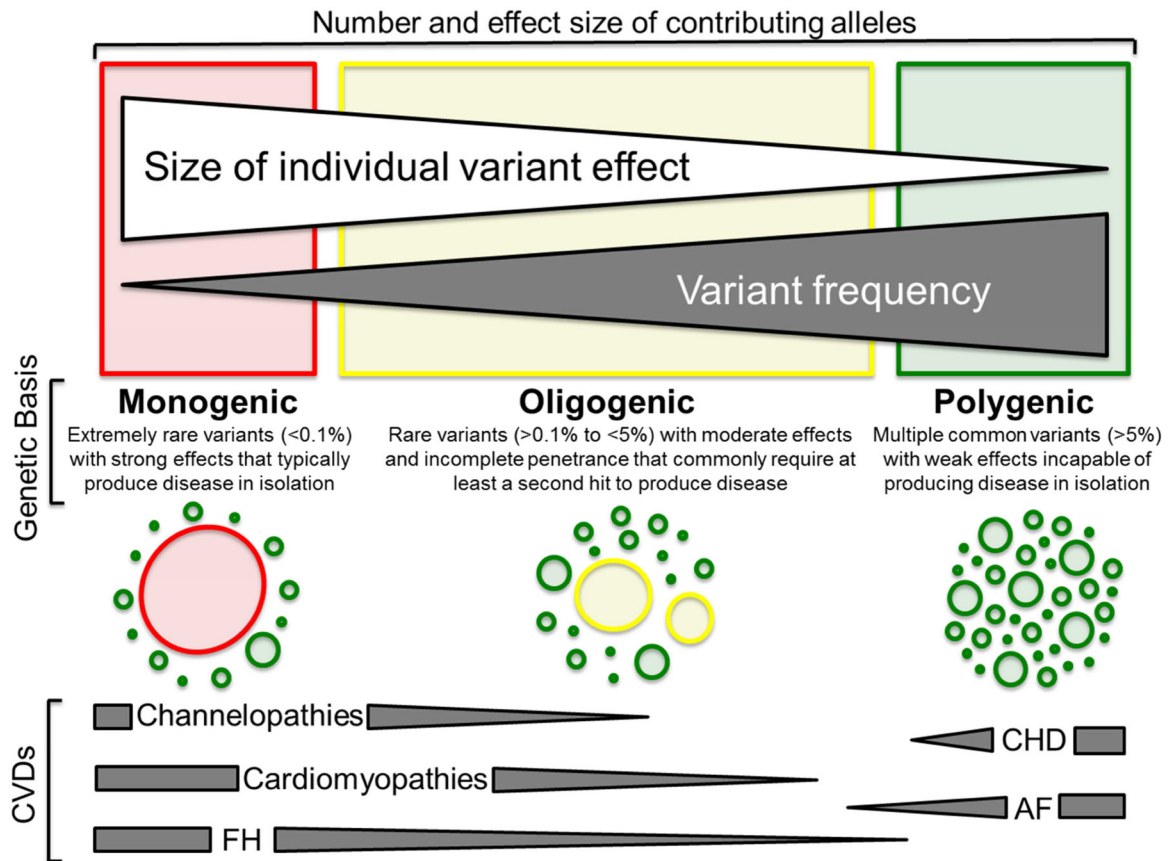 Number and effect size of contributing alleles
Size of individual variant effect
Variant frequency
Genetic Basis
Monogenic
Extremely rare variants (<0.1%)
with strong effects that typically
produce disease in isolation
Oligogenic
Rare variants (>0.1% to <5%) with moderate effects
and incomplete penetrance that commonly require at
least a second hit to produce disease
Polygenic
Multiple common variants (>5%)
with weak effects incapable of
producing disease in isolation
CVDs
Channelopathies
CHD
Cardiomyopathies
AF
FH